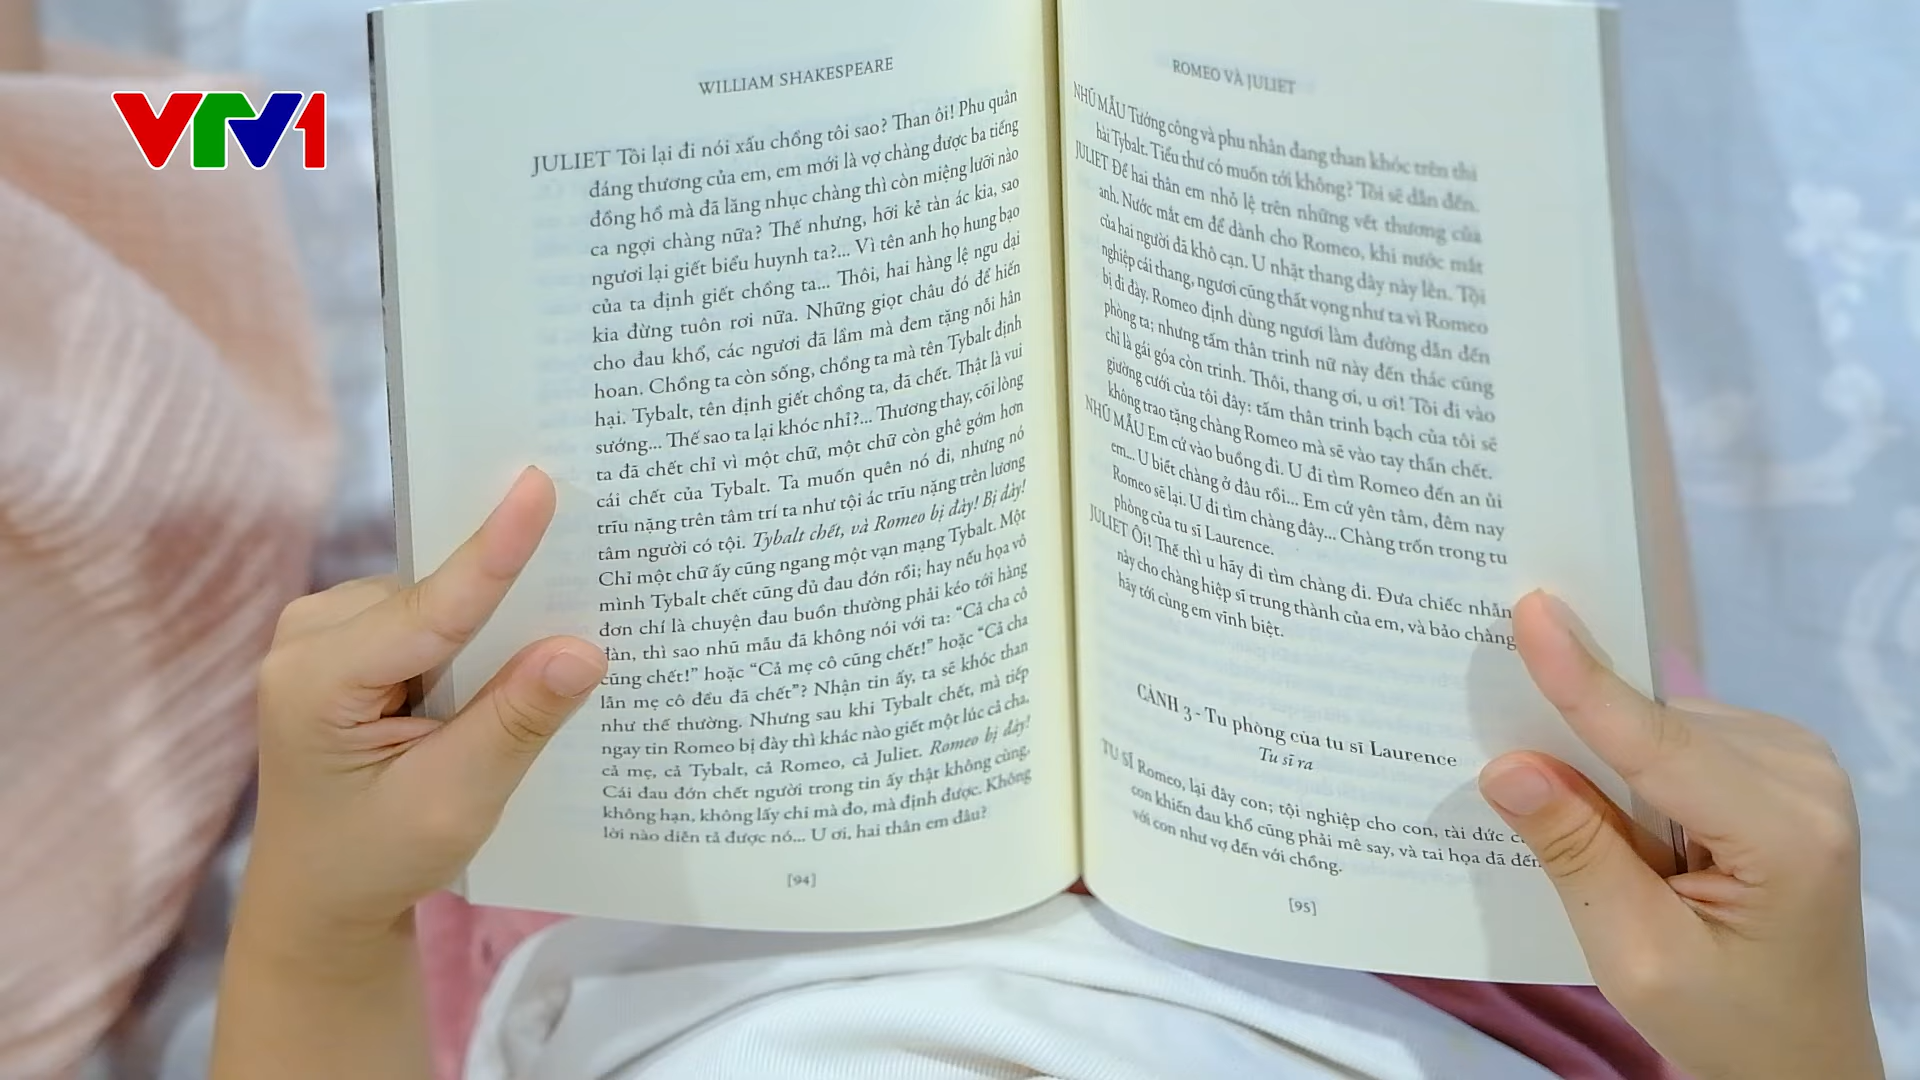 VTV1
WILLIAM SHAKESPEARE
JULIET Tôi lại đi nói xấu chồng tôi sao? Than ôi! Phu quân
đáng thương của em, em mới là vợ chàng được ba tiếng
đồng hồ mà đã lăng nhục chàng thì còn miệng lưỡi nào
ca ngợi chàng nữa? Thế nhưng, hỡi kẻ tàn ác kia, sao
ngươi lại giết biểu huynh ta?... Vì tên anh họ hung bạo
của ta định giết chồng ta... Thôi, hai hàng lệ ngu dại
kia đừng tuôn rơi nữa. Những giọt châu đó để hiến
cho đau khổ, các ngươi đã lầm mà đem tặng nỗi hân
hoan. Chồng ta còn sống, chồng ta mà tên Tybalt định
hại. Tybalt, tên định giết chồng ta, đã chết. Thật là vui
sướng... Thế sao ta lại khóc nhỉ?... Thương thay, cõi lòng
ta đã chết chỉ vì một chữ, một chữ còn ghê gớm hơn
cái chết của Tybalt. Ta muốn quên nó đi, nhưng nó
trĩu nặng trên tâm trí ta như tội ác trĩu nặng trên lương
tâm người có tội. Tybalt chết, và Romeo bị đày! Bị đày!
Chỉ một chữ ấy cũng ngang một vạn mạng Tybalt. Một
mình Tybalt chết cũng đủ đau đớn rồi; hay nếu họa vô
đơn chí là chuyện đau buồn thường phải kéo tới hàng
đàn, thì sao nhũ mẫu đã không nói với ta: “Cả cha cô
cũng chết!” hoặc “Cả mẹ cô cũng chết!” hoặc “Cả cha
lẫn mẹ cô đều đã chết”? Nhận tin ấy, ta sẽ khóc than
như thế thường. Nhưng sau khi Tybalt chết, mà tiếp
ngay tin Romeo bị đày thì khác nào giết một lúc cả cha,
cả mẹ, cả Tybalt, cả Romeo, cả Juliet. Romeo bị đày!
Cái đau đớn chết người trong tin ấy thật không cùng,
không hạn, không lấy chi mà đo, mà định được. Không
lời nào diễn tả được nó... U ơi, hai thân em đâu?
[94]
ROMEO VÀ JULIET
NHŨ MẪU Tướng công và phu nhân đang than khóc trên thi
hài Tybalt. Tiểu thư có muốn tới không? Tôi sẽ dẫn đến.
JULIET Để hai thân em nhỏ lệ trên những vết thương của
anh. Nước mắt em để dành cho Romeo, khi nước mắt
của hai người đã khô cạn. U nhặt thang dây này lên. Tội
nghiệp cái thang, ngươi cũng thất vọng như ta vì Romeo
bị đi đày. Romeo định dùng ngươi làm đường dẫn đến
phòng ta; nhưng tấm thân trinh nữ này đến thác cũng
chỉ là gái góa còn trinh. Thôi, thang ơi, u ơi! Tôi đi vào
giường cưới của tôi đây: tấm thân trinh bạch của tôi sẽ
không trao tặng chàng Romeo mà sẽ vào tay thần chết.
NHŨ MẪU Em cứ vào buồng đi. U đi tìm Romeo đến an ủi
em... U biết chàng ở đâu rồi... Em cứ yên tâm, đêm nay
Romeo sẽ lại. U đi tìm chàng đây... Chàng trốn trong tu
phòng của tu sĩ Laurence.
JULIET Ôi! Thế thì u hãy đi tìm chàng đi. Đưa chiếc nhẫn
này cho chàng hiệp sĩ trung thành của em, và bảo chàng
hãy tới cùng em vĩnh biệt.
CẢNH 3 - Tu phòng của tu sĩ Laurence
Tu sĩ ra
TU SĨ Romeo, lại đây con; tội nghiệp cho con, tài đức
con khiến đau khổ cũng phải mê say, và tai họa đã đến
với con như vợ đến với chồng.
[95]